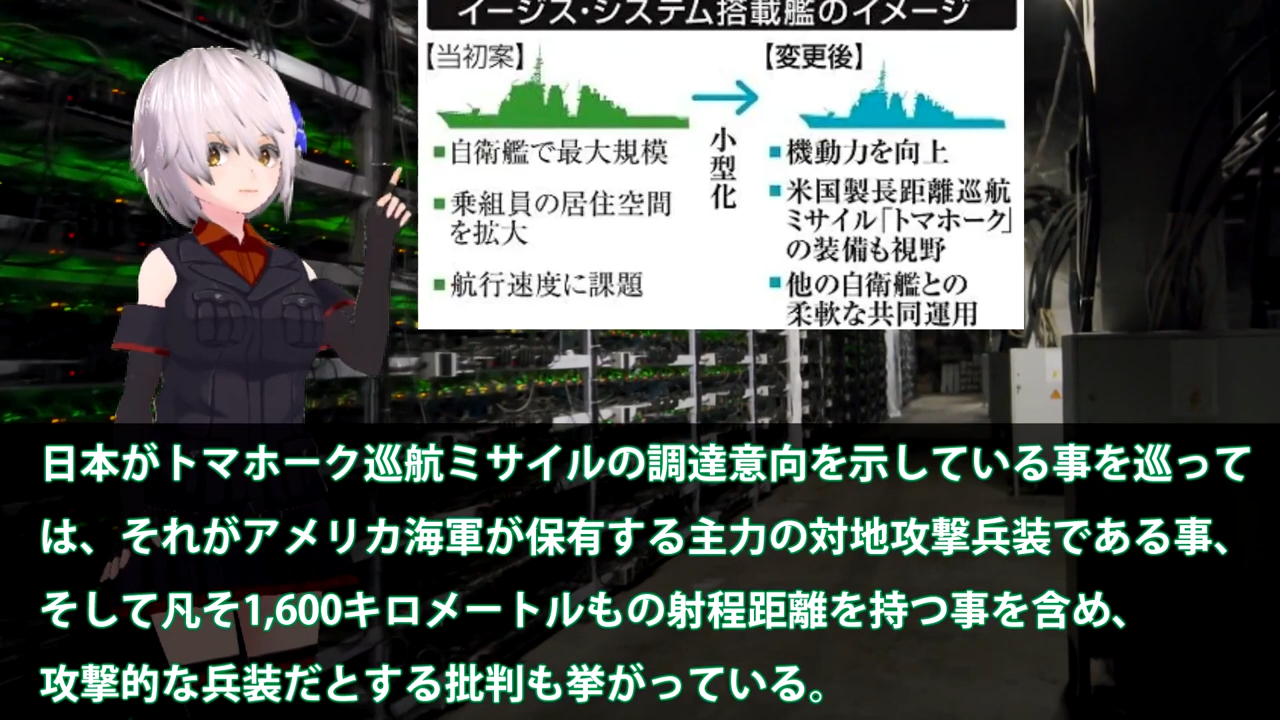 イージス・システム搭載艦のイメージ
【当初案】
■自衛艦で最大規模
■乗組員の居住空間
を拡大
■航行速度に課題
小型化
【変更後】
■機動力を向上
■米国製長距離巡航
ミサイル「トマホーク」
の装備も視野
■他の自衛艦との
柔軟な共同運用
日本がトマホーク巡航ミサイルの調達意向を示している事を巡って
は、それがアメリカ海軍が保有する主力の対地攻撃兵装である事、
そして凡そ1,600キロメートルもの射程距離を持つ事を含め、
攻撃的な兵装だとする批判も挙がっている。